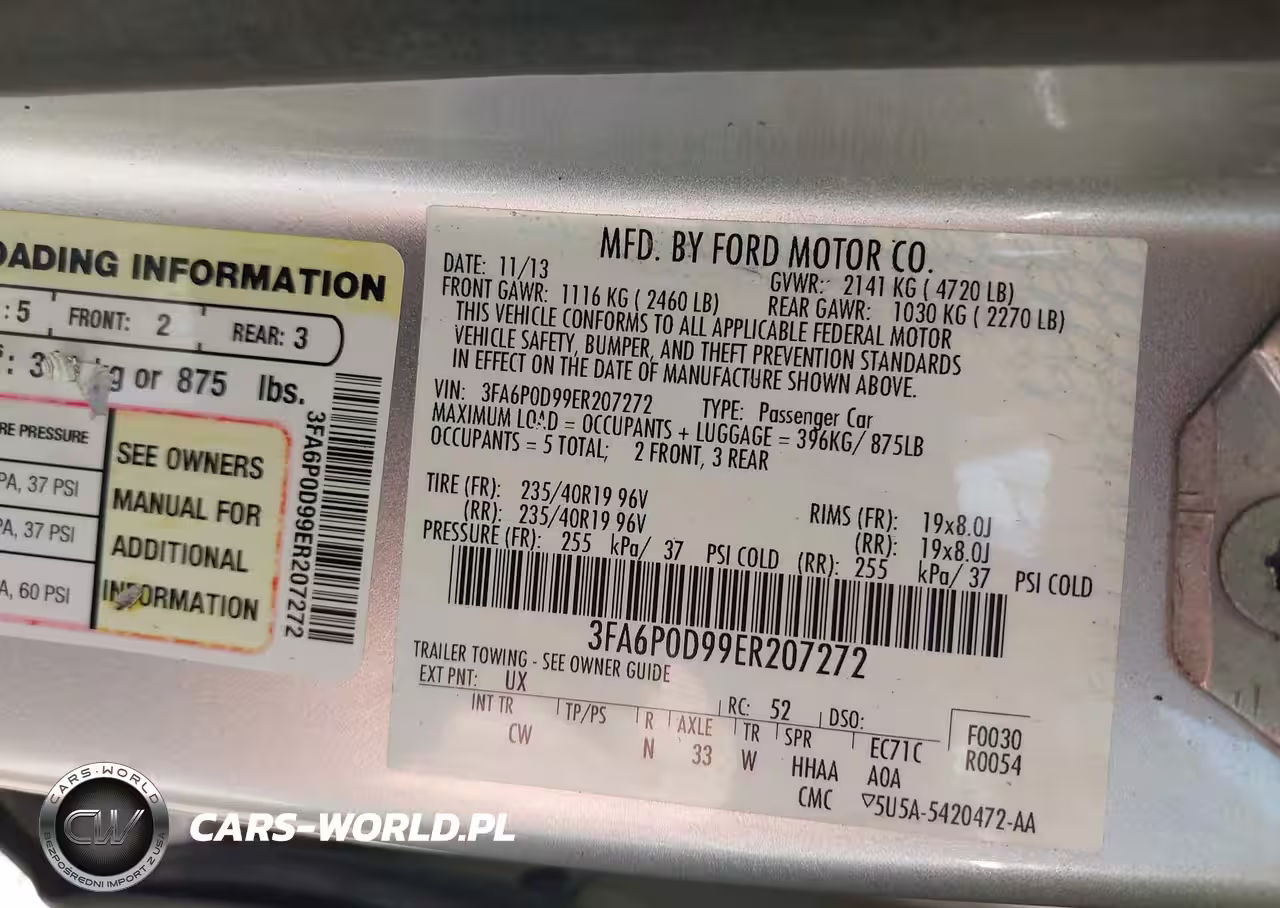 OADING INFORMATION
: 5 FRONT: 2 REAR: 3
kg or 875 lbs.
RE PRESSURE
PA, 37 PSI
PA, 37 PSI
A, 60 PSI
SEE OWNERS
MANUAL FOR
ADDITIONAL
INFORMATION
3FA6P0D99ER207272
MFD. BY FORD MOTOR CO.
DATE: 11/13 GVWR: 2141 KG ( 4720 LB)
FRONT GAWR: 1116 KG ( 2460 LB) REAR GAWR: 1030 KG ( 2270 LB)
THIS VEHICLE CONFORMS TO ALL APPLICABLE FEDERAL MOTOR
VEHICLE SAFETY, BUMPER, AND THEFT PREVENTION STANDARDS
IN EFFECT ON THE DATE OF MANUFACTURE SHOWN ABOVE.
VIN: 3FA6P0D99ER207272 TYPE: Passenger Car
MAXIMUM LOAD = OCCUPANTS + LUGGAGE = 396KG/ 875LB
OCCUPANTS = 5 TOTAL; 2 FRONT, 3 REAR
TIRE (FR): 235/40R19 96V RIMS (FR): 19x8.0J
(RR): 235/40R19 96V (RR): 19x8.0J
PRESSURE (FR): 255 kPa/ 37 PSI COLD (RR): 255 kPa/ 37 PSI COLD
3FA6P0D99ER207272
TRAILER TOWING - SEE OWNER GUIDE
EXT PNT: UX RC: 52 DSO: F0030
INT TR TP/PS R AXLE TR SPR EC71C R0054
CW N 33 W HHAA A0A
CMC ▽5U5A-5420472-AA
CARS-WORLD
CW
BEZPOŚREDNI IMPORT Z USA
CARS-WORLD.PL